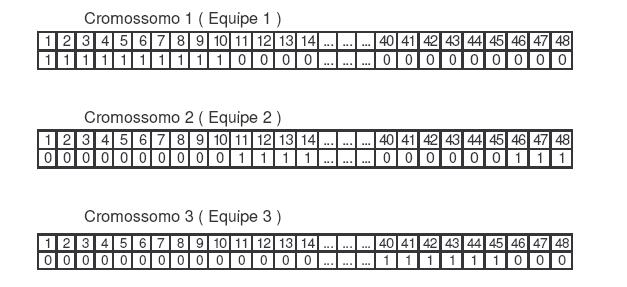 Cromossomo 1 ( Equipe 1 )
1 2 3 4 5 6 7 8 9 10 11 12 13 14 ... ... ... 40 41 42 43 44 45 46 47 48
1 1 1 1 1 1 1 1 1 1 0 0 0 0 ... ... ... 0 0 0 0 0 0 0 0 0
Cromossomo 2 ( Equipe 2 )
1 2 3 4 5 6 7 8 9 10 11 12 13 14 ... ... ... 40 41 42 43 44 45 46 47 48
0 0 0 0 0 0 0 0 0 0 1 1 1 1 ... ... ... 0 0 0 0 0 0 1 1 1
Cromossomo 3 ( Equipe 3 )
1 2 3 4 5 6 7 8 9 10 11 12 13 14 ... ... ... 40 41 42 43 44 45 46 47 48
0 0 0 0 0 0 0 0 0 0 0 0 0 0 ... ... ... 1 1 1 1 1 1 0 0 0